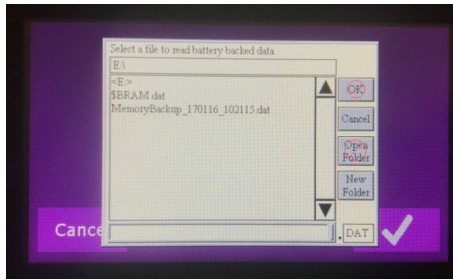 Select a file to read battery backed data
E:\
<E>
$BRAM.dat
MemoryBackup_170116_102115.dat
OK
Cancel
Open
Folder
New
Folder
Cance
. DAT